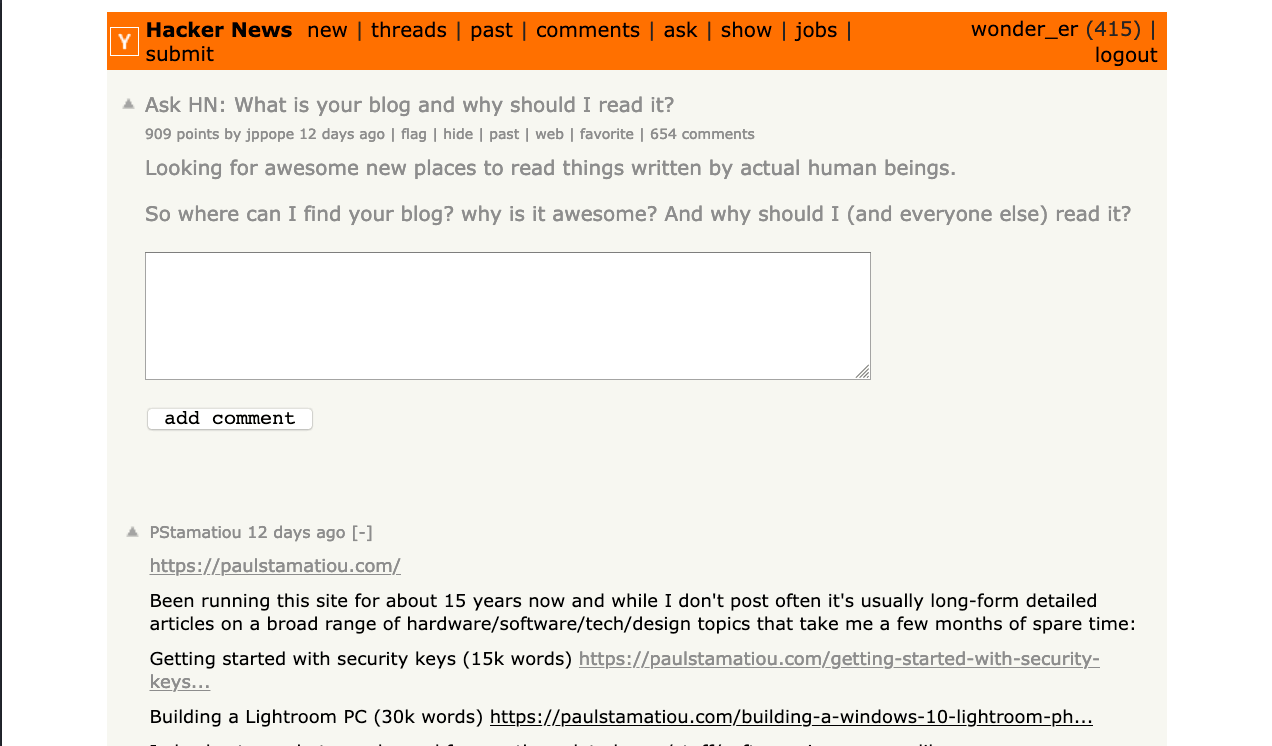 Y
Hacker News new | threads | past | comments | ask | show | jobs |
submit
wonder_er (415) |
logout
Ask HN: What is your blog and why should I read it?
909 points by jppope 12 days ago | flag | hide | past | web | favorite | 654 comments
Looking for awesome new places to read things written by actual human beings.
So where can I find your blog? why is it awesome? And why should I (and everyone else) read it?
add comment
PStamatiou 12 days ago [-]
https://paulstamatiou.com/
Been running this site for about 15 years now and while I don't post often it's usually long-form detailed
articles on a broad range of hardware/software/tech/design topics that take me a few months of spare time:
Getting started with security keys (15k words) https://paulstamatiou.com/getting-started-with-security-
keys...
Building a Lightroom PC (30k words) https://paulstamatiou.com/building-a-windows-10-lightroom-ph...